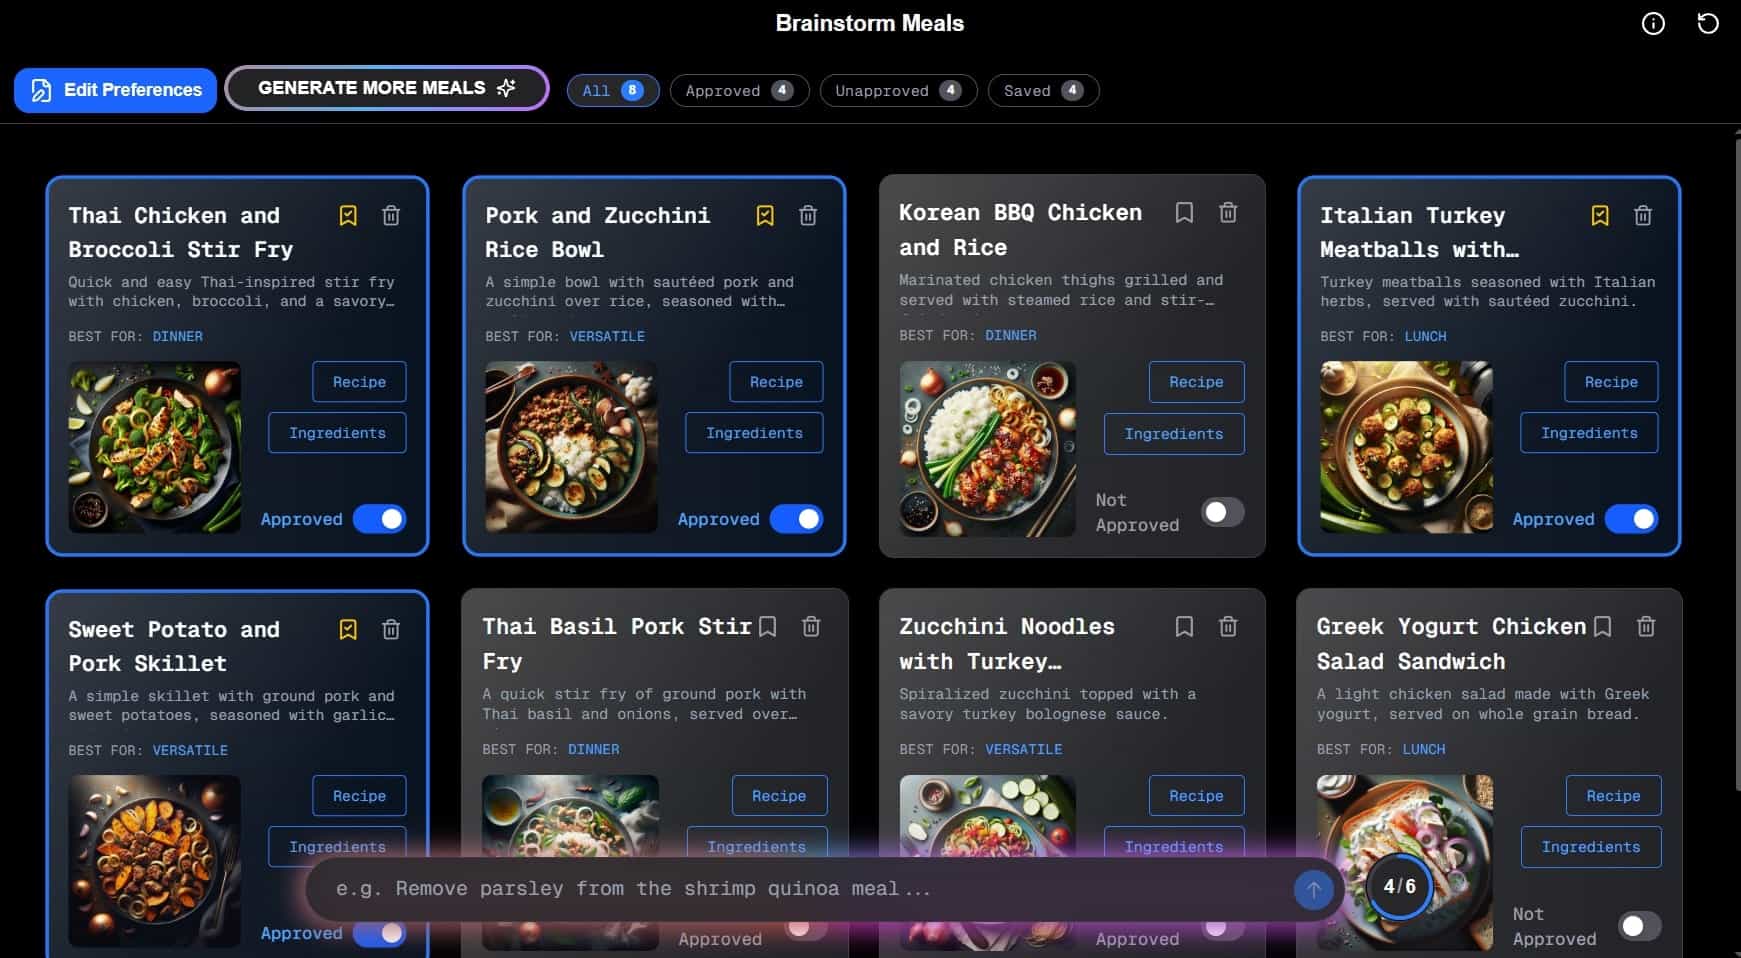 Brainstorm Meals
Edit Preferences
GENERATE MORE MEALS
All 8
Approved 4
Unapproved 4
Saved 4
Thai Chicken and
Broccoli Stir Fry
Quick and easy Thai-inspired stir fry
with chicken, broccoli, and a savory…
BEST FOR: DINNER
Recipe
Ingredients
Approved
Pork and Zucchini
Rice Bowl
A simple bowl with sautéed pork and
zucchini over rice, seasoned with…
BEST FOR: VERSATILE
Recipe
Ingredients
Approved
Korean BBQ Chicken
and Rice
Marinated chicken thighs grilled and
served with steamed rice and stir-…
BEST FOR: DINNER
Recipe
Ingredients
Not
Approved
Italian Turkey
Meatballs with…
Turkey meatballs seasoned with Italian
herbs, served with sautéed zucchini.
BEST FOR: LUNCH
Recipe
Ingredients
Approved
Sweet Potato and
Pork Skillet
A simple skillet with ground pork and
sweet potatoes, seasoned with garlic…
BEST FOR: VERSATILE
Recipe
Ingredients
Approved
Thai Basil Pork Stir
Fry
A quick stir fry of ground pork with
Thai basil and onions, served over…
BEST FOR: DINNER
Recipe
Ingredients
Approved
Zucchini Noodles
with Turkey…
Spiralized zucchini topped with a
savory turkey bolognese sauce.
BEST FOR: VERSATILE
Recipe
Ingredients
Approved
Greek Yogurt Chicken
Salad Sandwich
A light chicken salad made with Greek
yogurt, served on whole grain bread.
BEST FOR: LUNCH
Recipe
Ingredients
Not
Approved
e.g. Remove parsley from the shrimp quinoa meal...
4/6